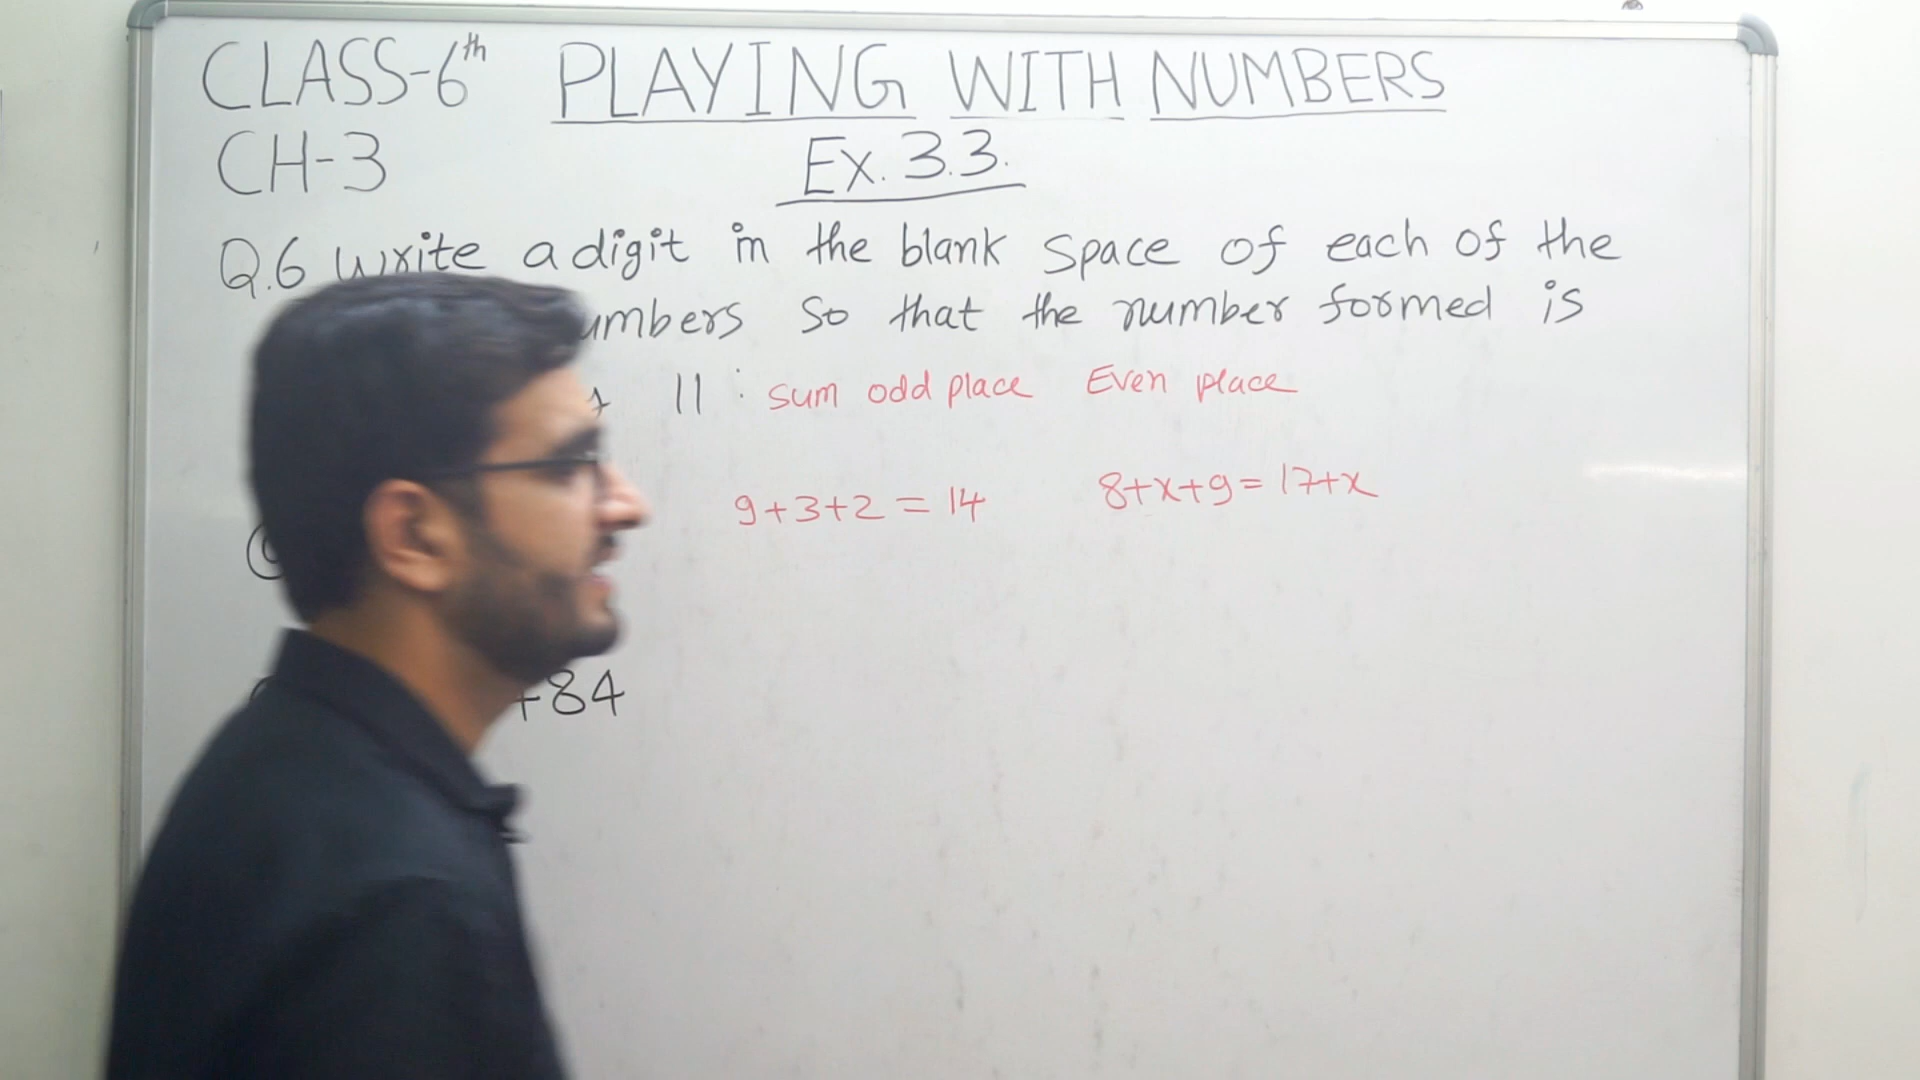 CLASS-6th PLAYING WITH NUMBERS
CH-3 Ex. 3.3.
Q.6 Write a digit in the blank space of each of the
umbers so that the number formed is
11 : sum odd place Even place
9+3+2 = 14 8+x+9= 17+x
84